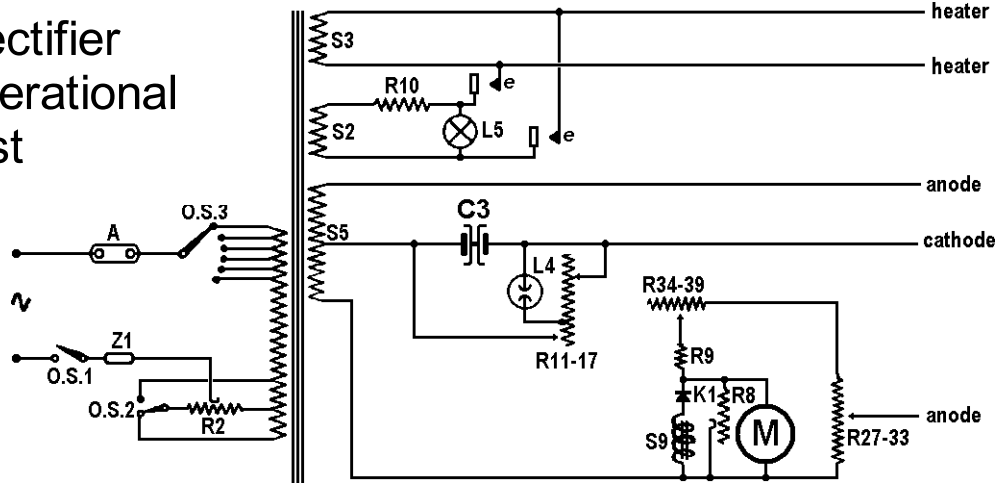 ectifier
erational
st
heater
heater
anode
cathode
anode
S3
R10
e
S2
L5
e
O.S.3
A
S5
C3
L4
R11-17
R34-39
R9
K1
R8
S9
M
R27-33
~
Z1
O.S.1
O.S.2
R2